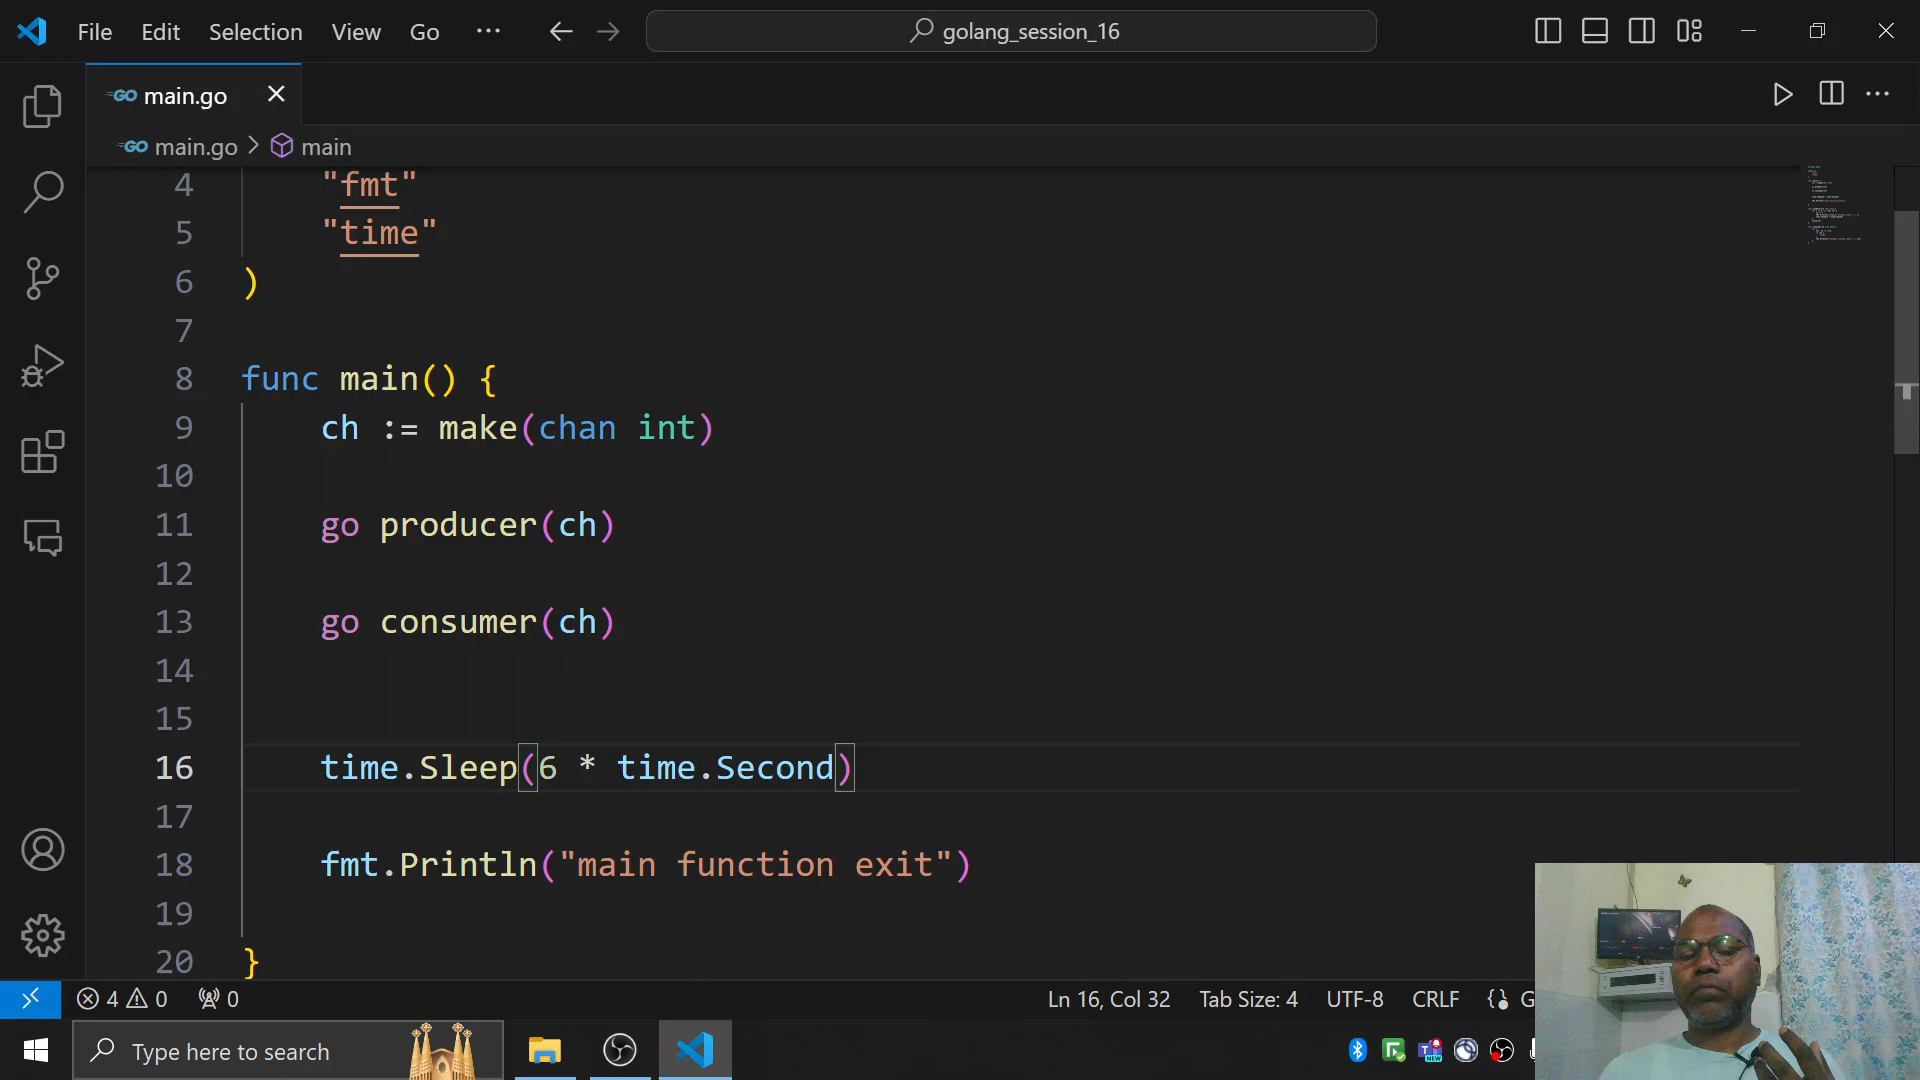 File Edit Selection View Go ··· golang_session_16
GO main.go
GO main.go > main
4 "fmt"
5 "time"
6 )
7
8 func main() {
9 ch := make(chan int)
10
11 go producer(ch)
12
13 go consumer(ch)
14
15
16 time.Sleep(6 * time.Second)
17
18 fmt.Println("main function exit")
19
20 }
4 0 0 Ln 16, Col 32 Tab Size: 4 UTF-8 CRLF {} G
Type here to search